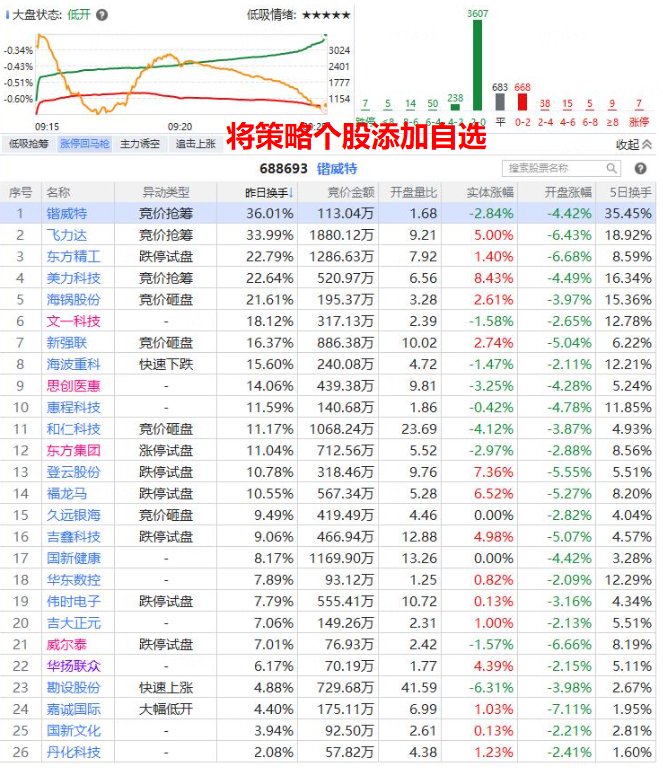 大盘状态: 低开 ? 低吸情绪: ★★★★★
-0.34%
-0.43%
-0.51%
-0.60%
3024
2401
1777
1154
09:15 09:20
3607
7 5 14 50 238 683 668 38 15 5 9 7
平 0-2 2-4 4-6 6-8 ≥8 涨停
将策略个股添加自选
低吸抢筹 涨停回马枪 主力诱空 追击上涨 收起
688693 锴威特 搜索股票名称 ?
序号 名称 异动类型 昨日换手↓ 竞价金额 开盘量比 实体涨幅 开盘涨幅 5日换手
1 锴威特 竞价抢筹 36.01% 113.04万 1.68 -2.84% -4.42% 35.45%
2 飞力达 竞价抢筹 33.99% 1880.12万 9.21 5.00% -6.43% 18.92%
3 东方精工 跌停试盘 22.79% 1286.63万 7.92 1.40% -6.68% 8.59%
4 美力科技 竞价抢筹 22.64% 520.97万 6.56 8.43% -4.49% 16.34%
5 海锅股份 竞价砸盘 21.61% 195.37万 3.28 2.61% -3.97% 15.36%
6 文一科技 - 18.12% 317.13万 2.39 -1.58% -2.65% 12.78%
7 新强联 竞价砸盘 16.37% 886.38万 10.02 2.74% -5.04% 6.22%
8 海波重科 快速下跌 15.60% 240.08万 4.72 -1.47% -2.11% 12.21%
9 思创医惠 - 14.06% 439.38万 9.81 -3.25% -4.28% 5.24%
10 惠程科技 - 11.59% 140.68万 1.86 -0.42% -4.78% 11.85%
11 和仁科技 竞价砸盘 11.17% 1068.24万 23.69 -4.12% -3.87% 4.93%
12 东方集团 涨停试盘 11.04% 712.56万 5.52 -2.97% -2.88% 8.56%
13 登云股份 跌停试盘 10.78% 318.46万 9.76 7.36% -5.55% 5.51%
14 福龙马 跌停试盘 10.55% 567.34万 5.28 6.52% -5.27% 8.20%
15 久远银海 竞价砸盘 9.49% 419.49万 4.46 0.00% -2.82% 4.04%
16 吉鑫科技 跌停试盘 9.06% 466.94万 12.88 4.98% -5.07% 4.57%
17 国新健康 - 8.17% 1169.90万 13.26 0.00% -4.42% 3.28%
18 华东数控 - 7.89% 93.12万 1.25 0.82% -2.09% 12.29%
19 伟时电子 跌停试盘 7.79% 555.41万 10.72 0.13% -3.16% 4.34%
20 吉大正元 - 7.06% 149.26万 2.31 1.00% -2.13% 5.51%
21 威尔泰 跌停试盘 7.01% 76.93万 2.42 -1.57% -6.66% 8.19%
22 华扬联众 - 6.17% 70.19万 1.77 4.39% -2.15% 5.11%
23 勘设股份 快速上涨 4.88% 729.68万 41.59 -6.31% -3.98% 2.67%
24 嘉诚国际 大幅低开 4.40% 175.11万 6.99 1.03% -7.11% 1.95%
25 国新文化 - 3.94% 92.50万 2.61 0.13% -2.21% 2.81%
26 丹化科技 - 2.08% 57.82万 4.38 1.23% -2.41% 1.60%